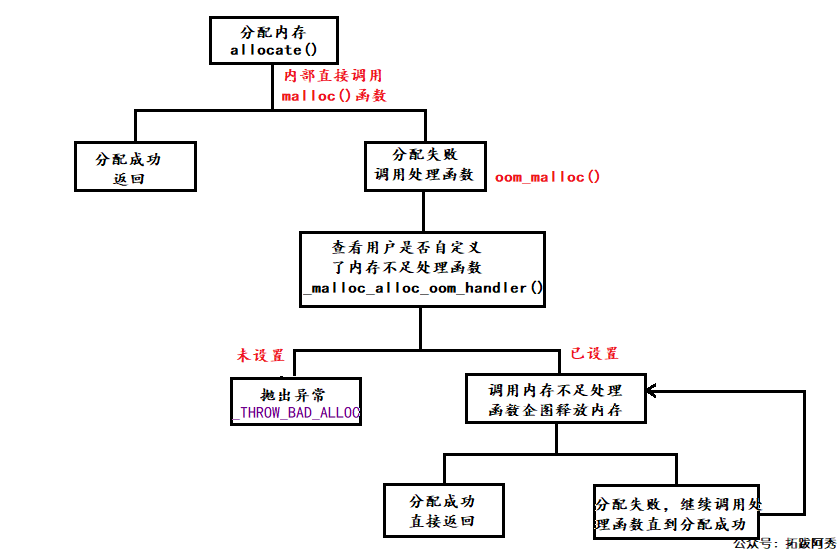 分配内存
allocate()
内部直接调用
malloc()函数
分配成功
返回
分配失败
调用处理函数
oom_malloc()
查看用户是否自定义
了内存不足处理函数
_malloc_alloc_oom_handler()
未设置
已设置
抛出异常
_THROW_BAD_ALLOC
调用内存不足处理
函数企图释放内存
分配成功
直接返回
分配失败，继续调用处
理函数直到分配成功
公众号：拓跋阿秀